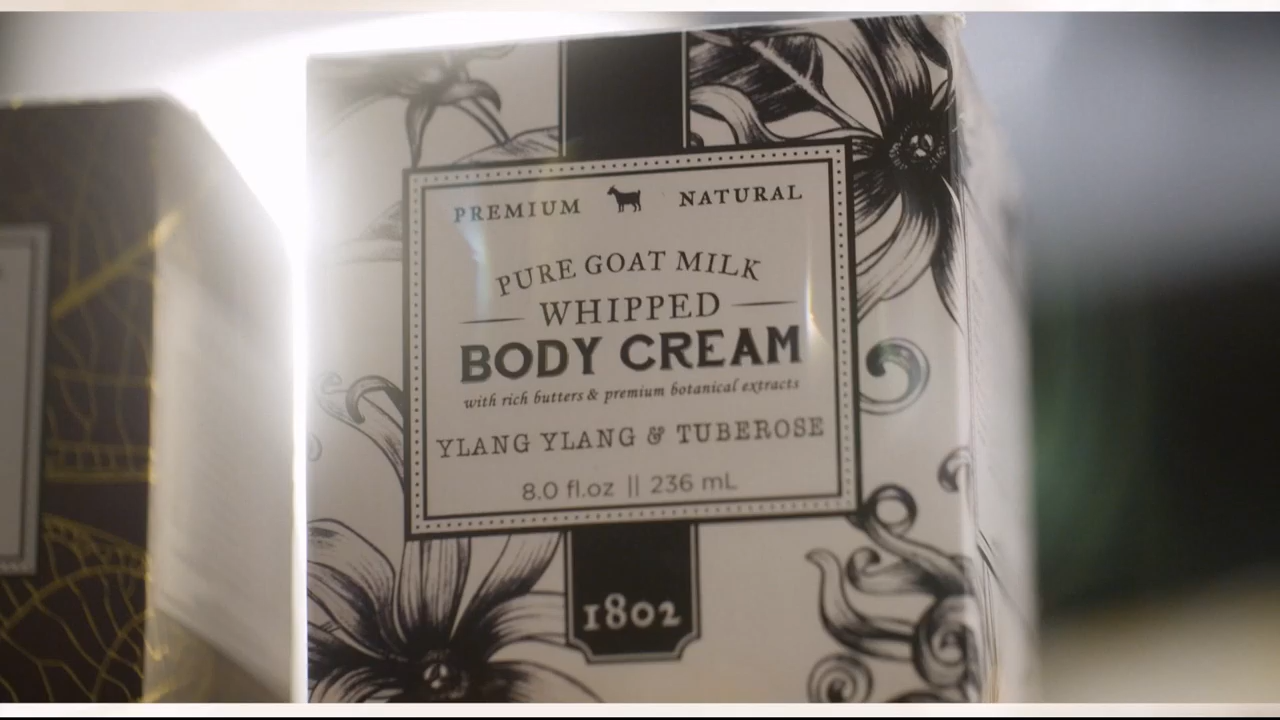 PREMIUM NATURAL
PURE GOAT MILK
WHIPPED
BODY CREAM
with rich butters & premium botanical extracts
YLANG YLANG & TUBEROSE
8.0 fl.oz || 236 mL
1802